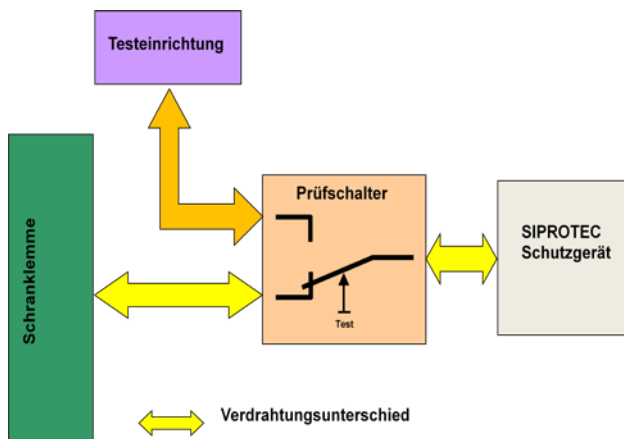 Testeinrichtung
Prüfschalter
SIPROTEC
Schutzgerät
Schranklemme
Test
Verdrahtungsunterschied